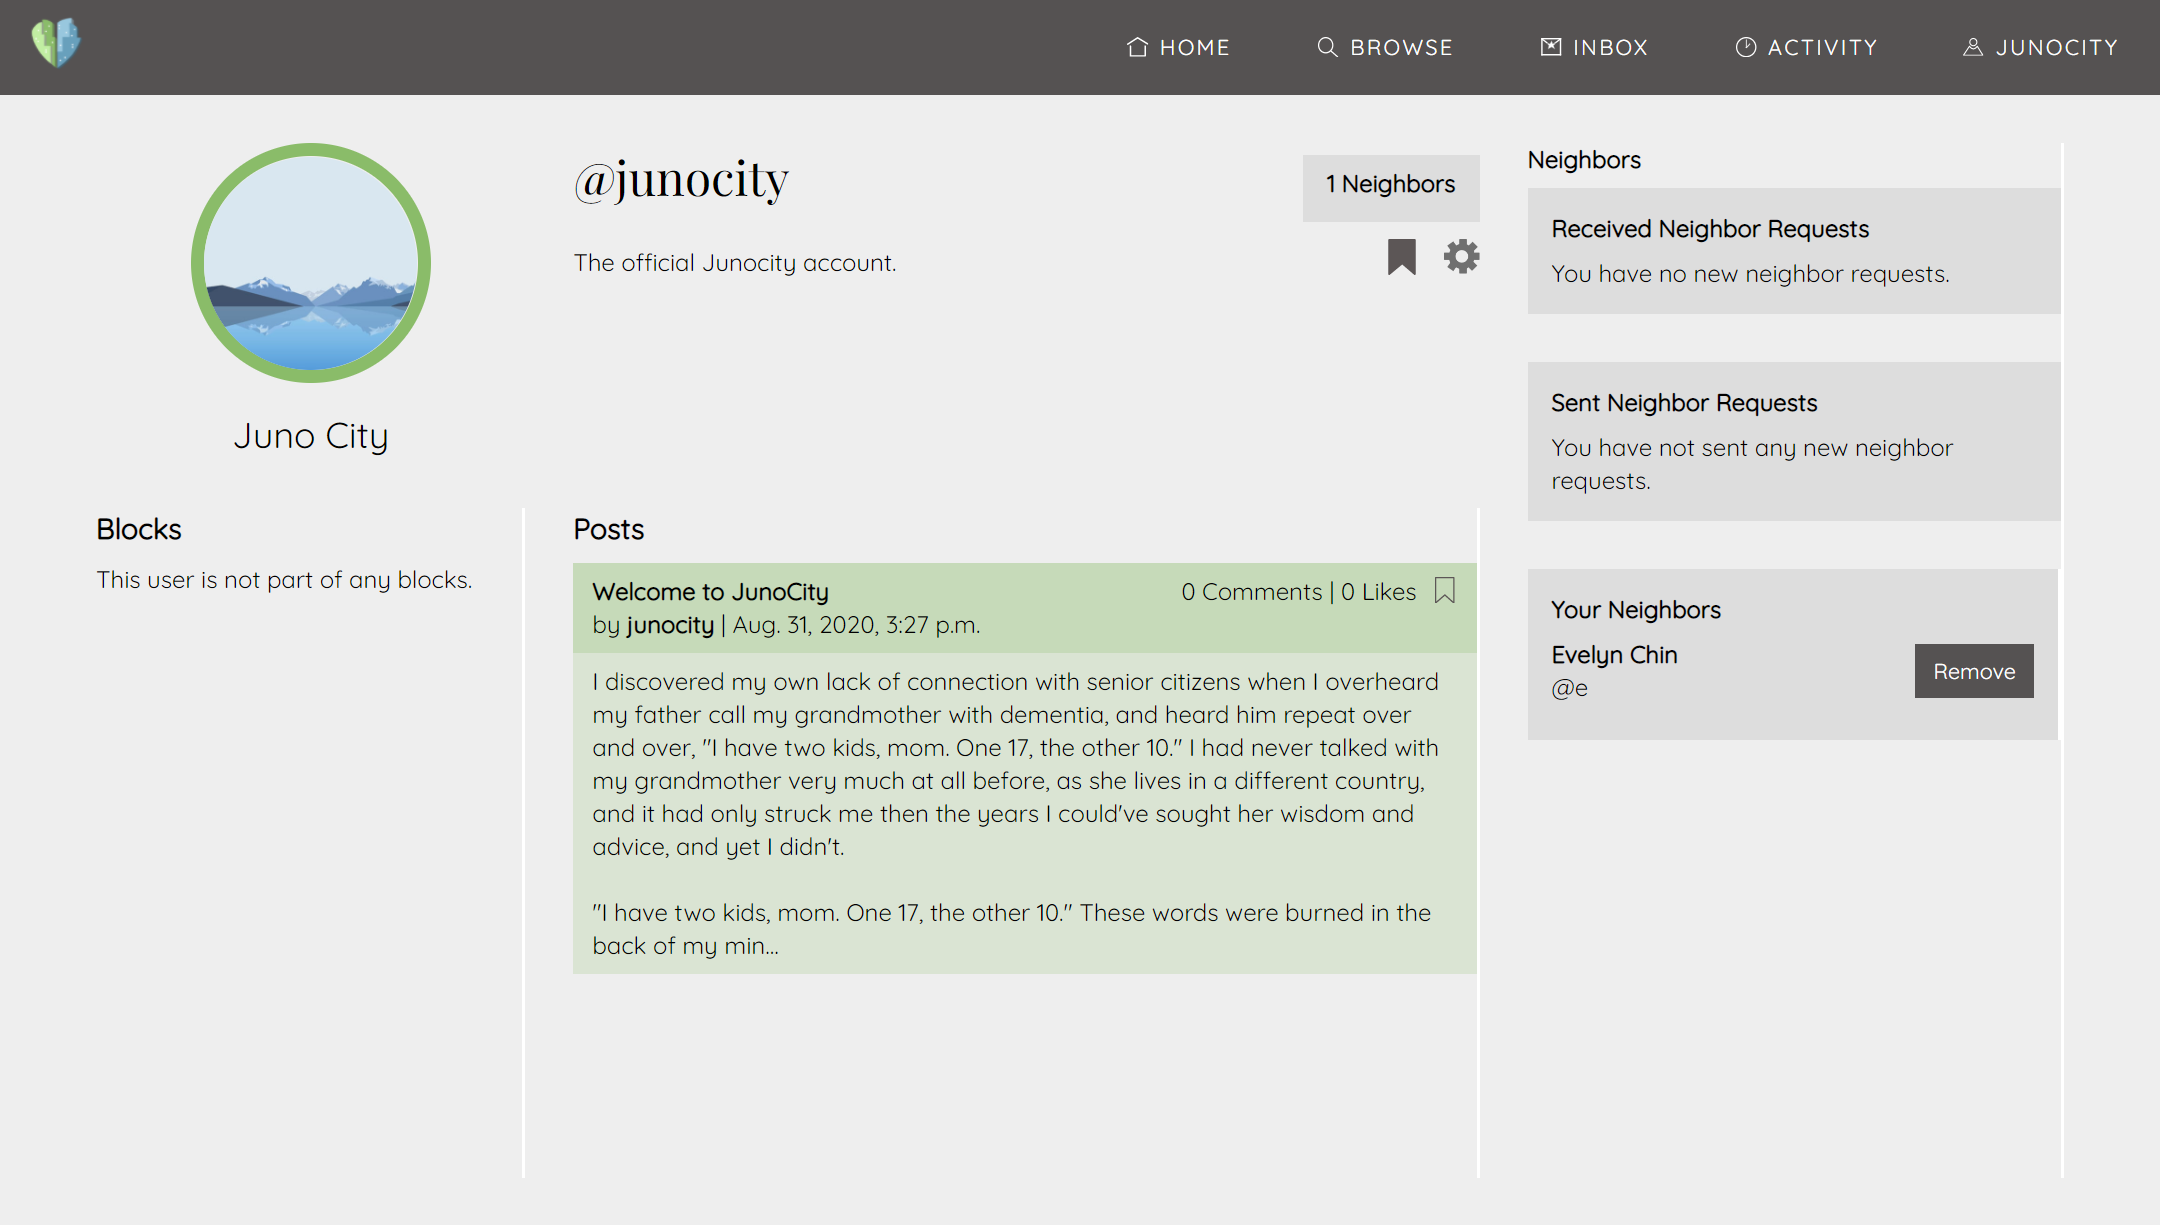 HOME
BROWSE
INBOX
ACTIVITY
JUNOCITY
@junocity
The official Junocity account.
1 Neighbors
Juno City
Blocks
This user is not part of any blocks.
Posts
Welcome to JunoCity
0 Comments | 0 Likes
by junocity | Aug. 31, 2020, 3:27 p.m.
I discovered my own lack of connection with senior citizens when I overheard
my father call my grandmother with dementia, and heard him repeat over
and over, "I have two kids, mom. One 17, the other 10." I had never talked with
my grandmother very much at all before, as she lives in a different country,
and it had only struck me then the years I could've sought her wisdom and
advice, and yet I didn't.
"I have two kids, mom. One 17, the other 10." These words were burned in the
back of my min...
Neighbors
Received Neighbor Requests
You have no new neighbor requests.
Sent Neighbor Requests
You have not sent any new neighbor
requests.
Your Neighbors
Evelyn Chin
@e
Remove